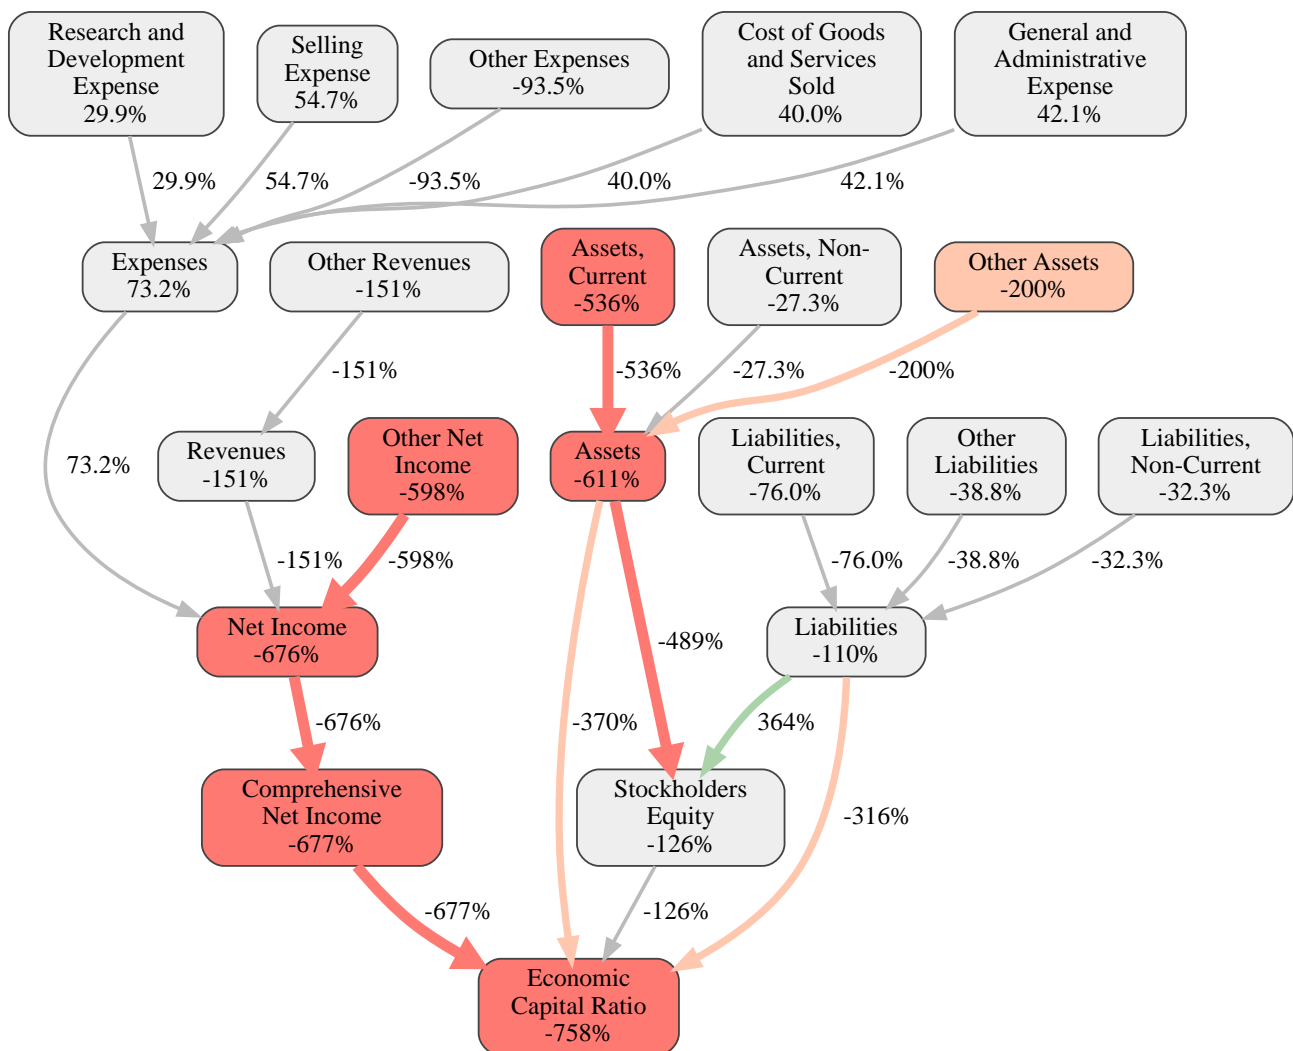 Research and
Development
Expense
29.9%
Selling
Expense
54.7%
Other Expenses
-93.5%
Cost of Goods
and Services
Sold
40.0%
General and
Administrative
Expense
42.1%
29.9%
54.7%
-93.5%
40.0%
42.1%
Expenses
73.2%
Other Revenues
-151%
Assets,
Current
-536%
Assets, Non-
Current
-27.3%
Other Assets
-200%
-151%
-536%
-27.3%
-200%
73.2%
Revenues
-151%
Other Net
Income
-598%
Assets
-611%
Liabilities,
Current
-76.0%
Other
Liabilities
-38.8%
Liabilities,
Non-Current
-32.3%
-151%
-598%
-76.0%
-38.8%
-32.3%
Net Income
-676%
-489%
Liabilities
-110%
-676%
-370%
364%
Comprehensive
Net Income
-677%
Stockholders
Equity
-126%
-316%
-677%
-126%
Economic
Capital Ratio
-758%